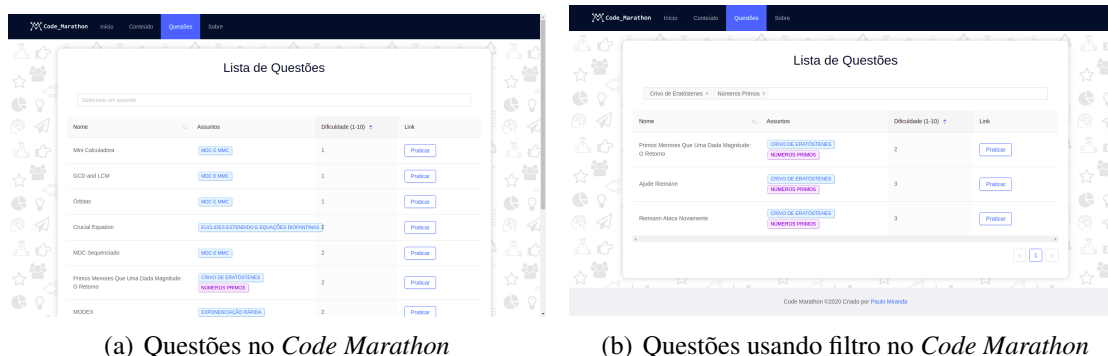 Code_Marathon Início Conteúdo Questões Sobre
Lista de Questões
Selecione um assunto
Nome Assuntos Dificuldade (1-10) Link
Mini Calculadora MDC E MMC 1 Praticar
GCD and LCM MDC E MMC 1 Praticar
Órbitas MDC E MMC 1 Praticar
Crucial Equation EUCLIDES ESTENDIDO E EQUAÇÕES DIOFANTINAS 2 Praticar
MDC Sequenciado MDC E MMC 2 Praticar
Primos Menores Que Uma Dada Magnitude: CRIVO DE ERATÓSTENES 2 Praticar
O Retorno NÚMEROS PRIMOS
MODEX EXPONENCIAÇÃO RÁPIDA 2 Praticar
(a) Questões no Code Marathon
Code_Marathon Início Conteúdo Questões Sobre
Lista de Questões
Crivo de Eratóstenes × Números Primos ×
Nome Assuntos Dificuldade (1-10) Link
Primos Menores Que Uma Dada Magnitude: CRIVO DE ERATÓSTENES 2 Praticar
O Retorno NÚMEROS PRIMOS
Ajude Riemann CRIVO DE ERATÓSTENES 3 Praticar
NÚMEROS PRIMOS
Riemann Ataca Novamente CRIVO DE ERATÓSTENES 3 Praticar
NÚMEROS PRIMOS
< 1 >
Code Marathon ©2020 Criado por Paulo Miranda
(b) Questões usando filtro no Code Marathon